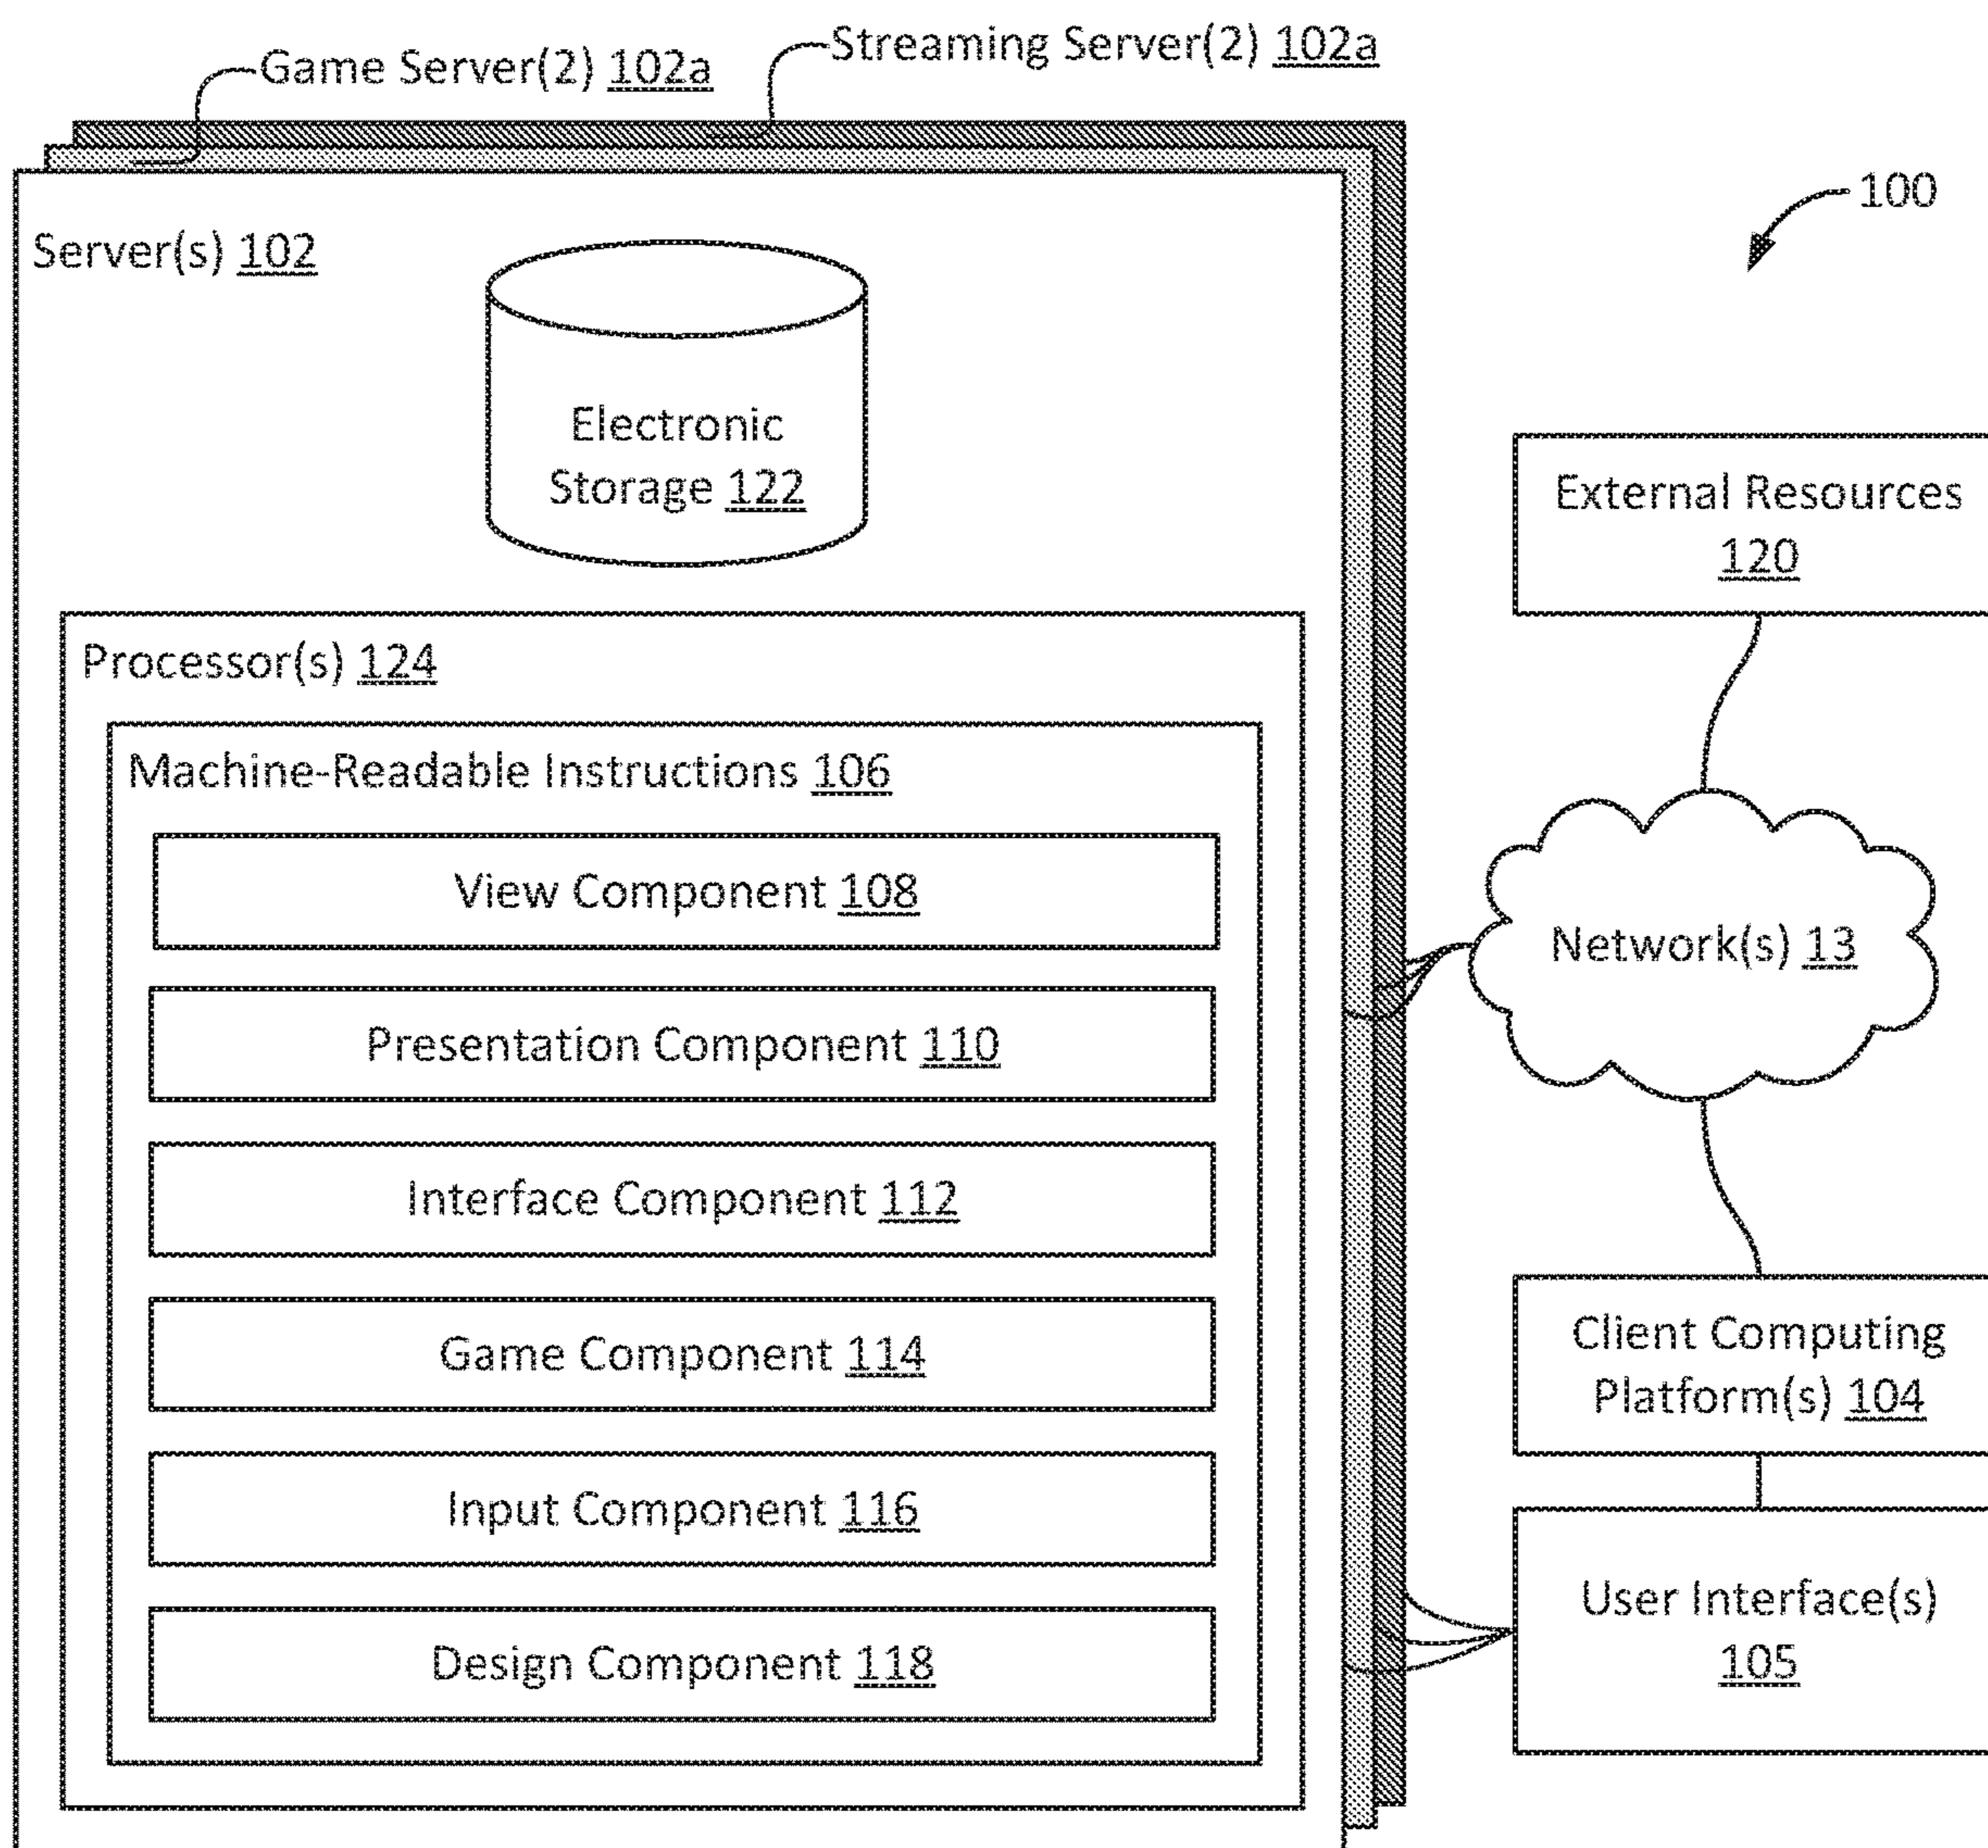 Game Server(2) 102a
Streaming Server(2) 102a
100
Server(s) 102
Electronic
Storage 122
Processor(s) 124
Machine-Readable Instructions 106
View Component 108
Presentation Component 110
Interface Component 112
Game Component 114
Input Component 116
Design Component 118
External Resources
120
Network(s) 13
Client Computing
Platform(s) 104
User Interface(s)
105